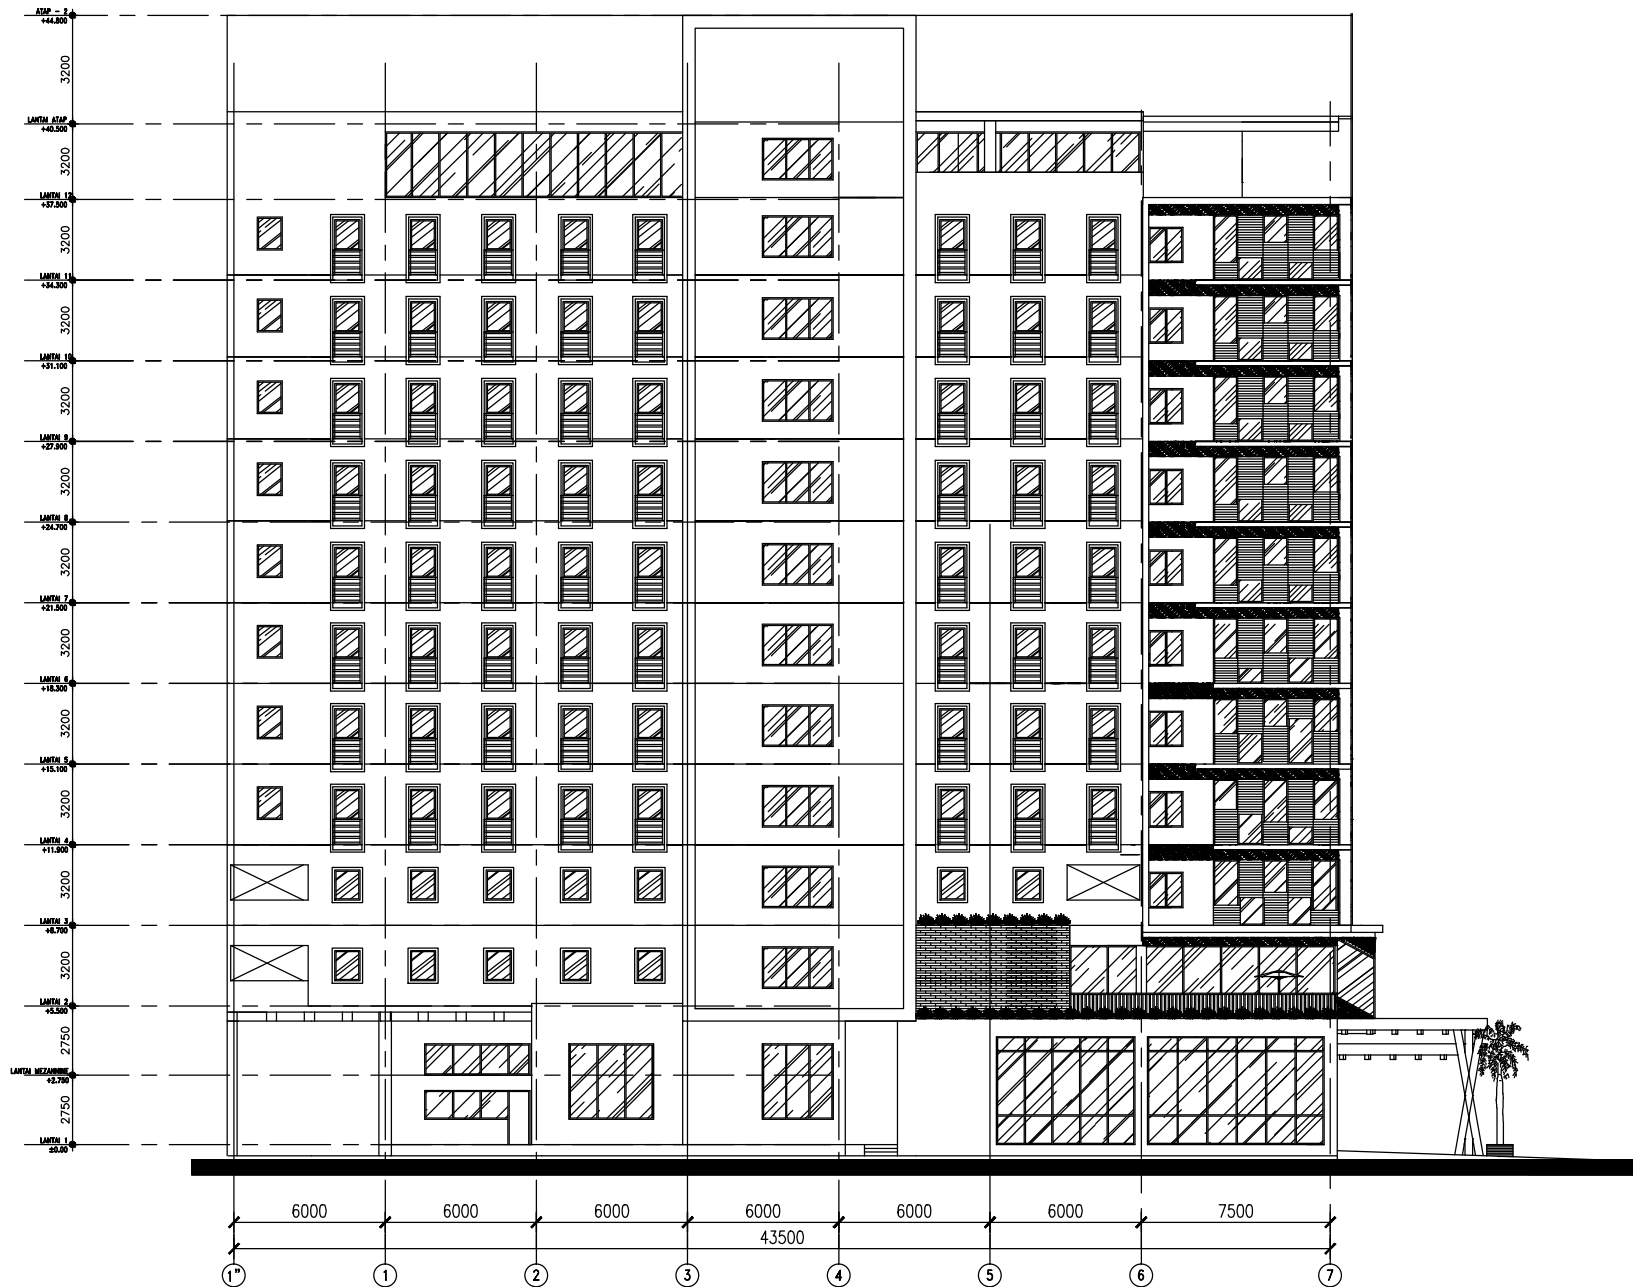 ATAP - 2
+44.800
3200
LANTAI ATAP
+40.500
3200
LANTAI 12
+37.500
3200
LANTAI 11
+34.300
3200
LANTAI 10
+31.100
3200
LANTAI 9
+27.900
3200
LANTAI 8
+24.700
3200
LANTAI 7
+21.500
3200
LANTAI 6
+18.300
3200
LANTAI 5
+15.100
3200
LANTAI 4
+11.900
3200
LANTAI 3
+8.700
3200
LANTAI 2
+5.500
2750
LANTAI MEZANNINE
+2.750
2750
LANTAI 1
±0.00
6000 6000 6000 6000 6000 6000 7500
43500
1" 1 2 3 4 5 6 7